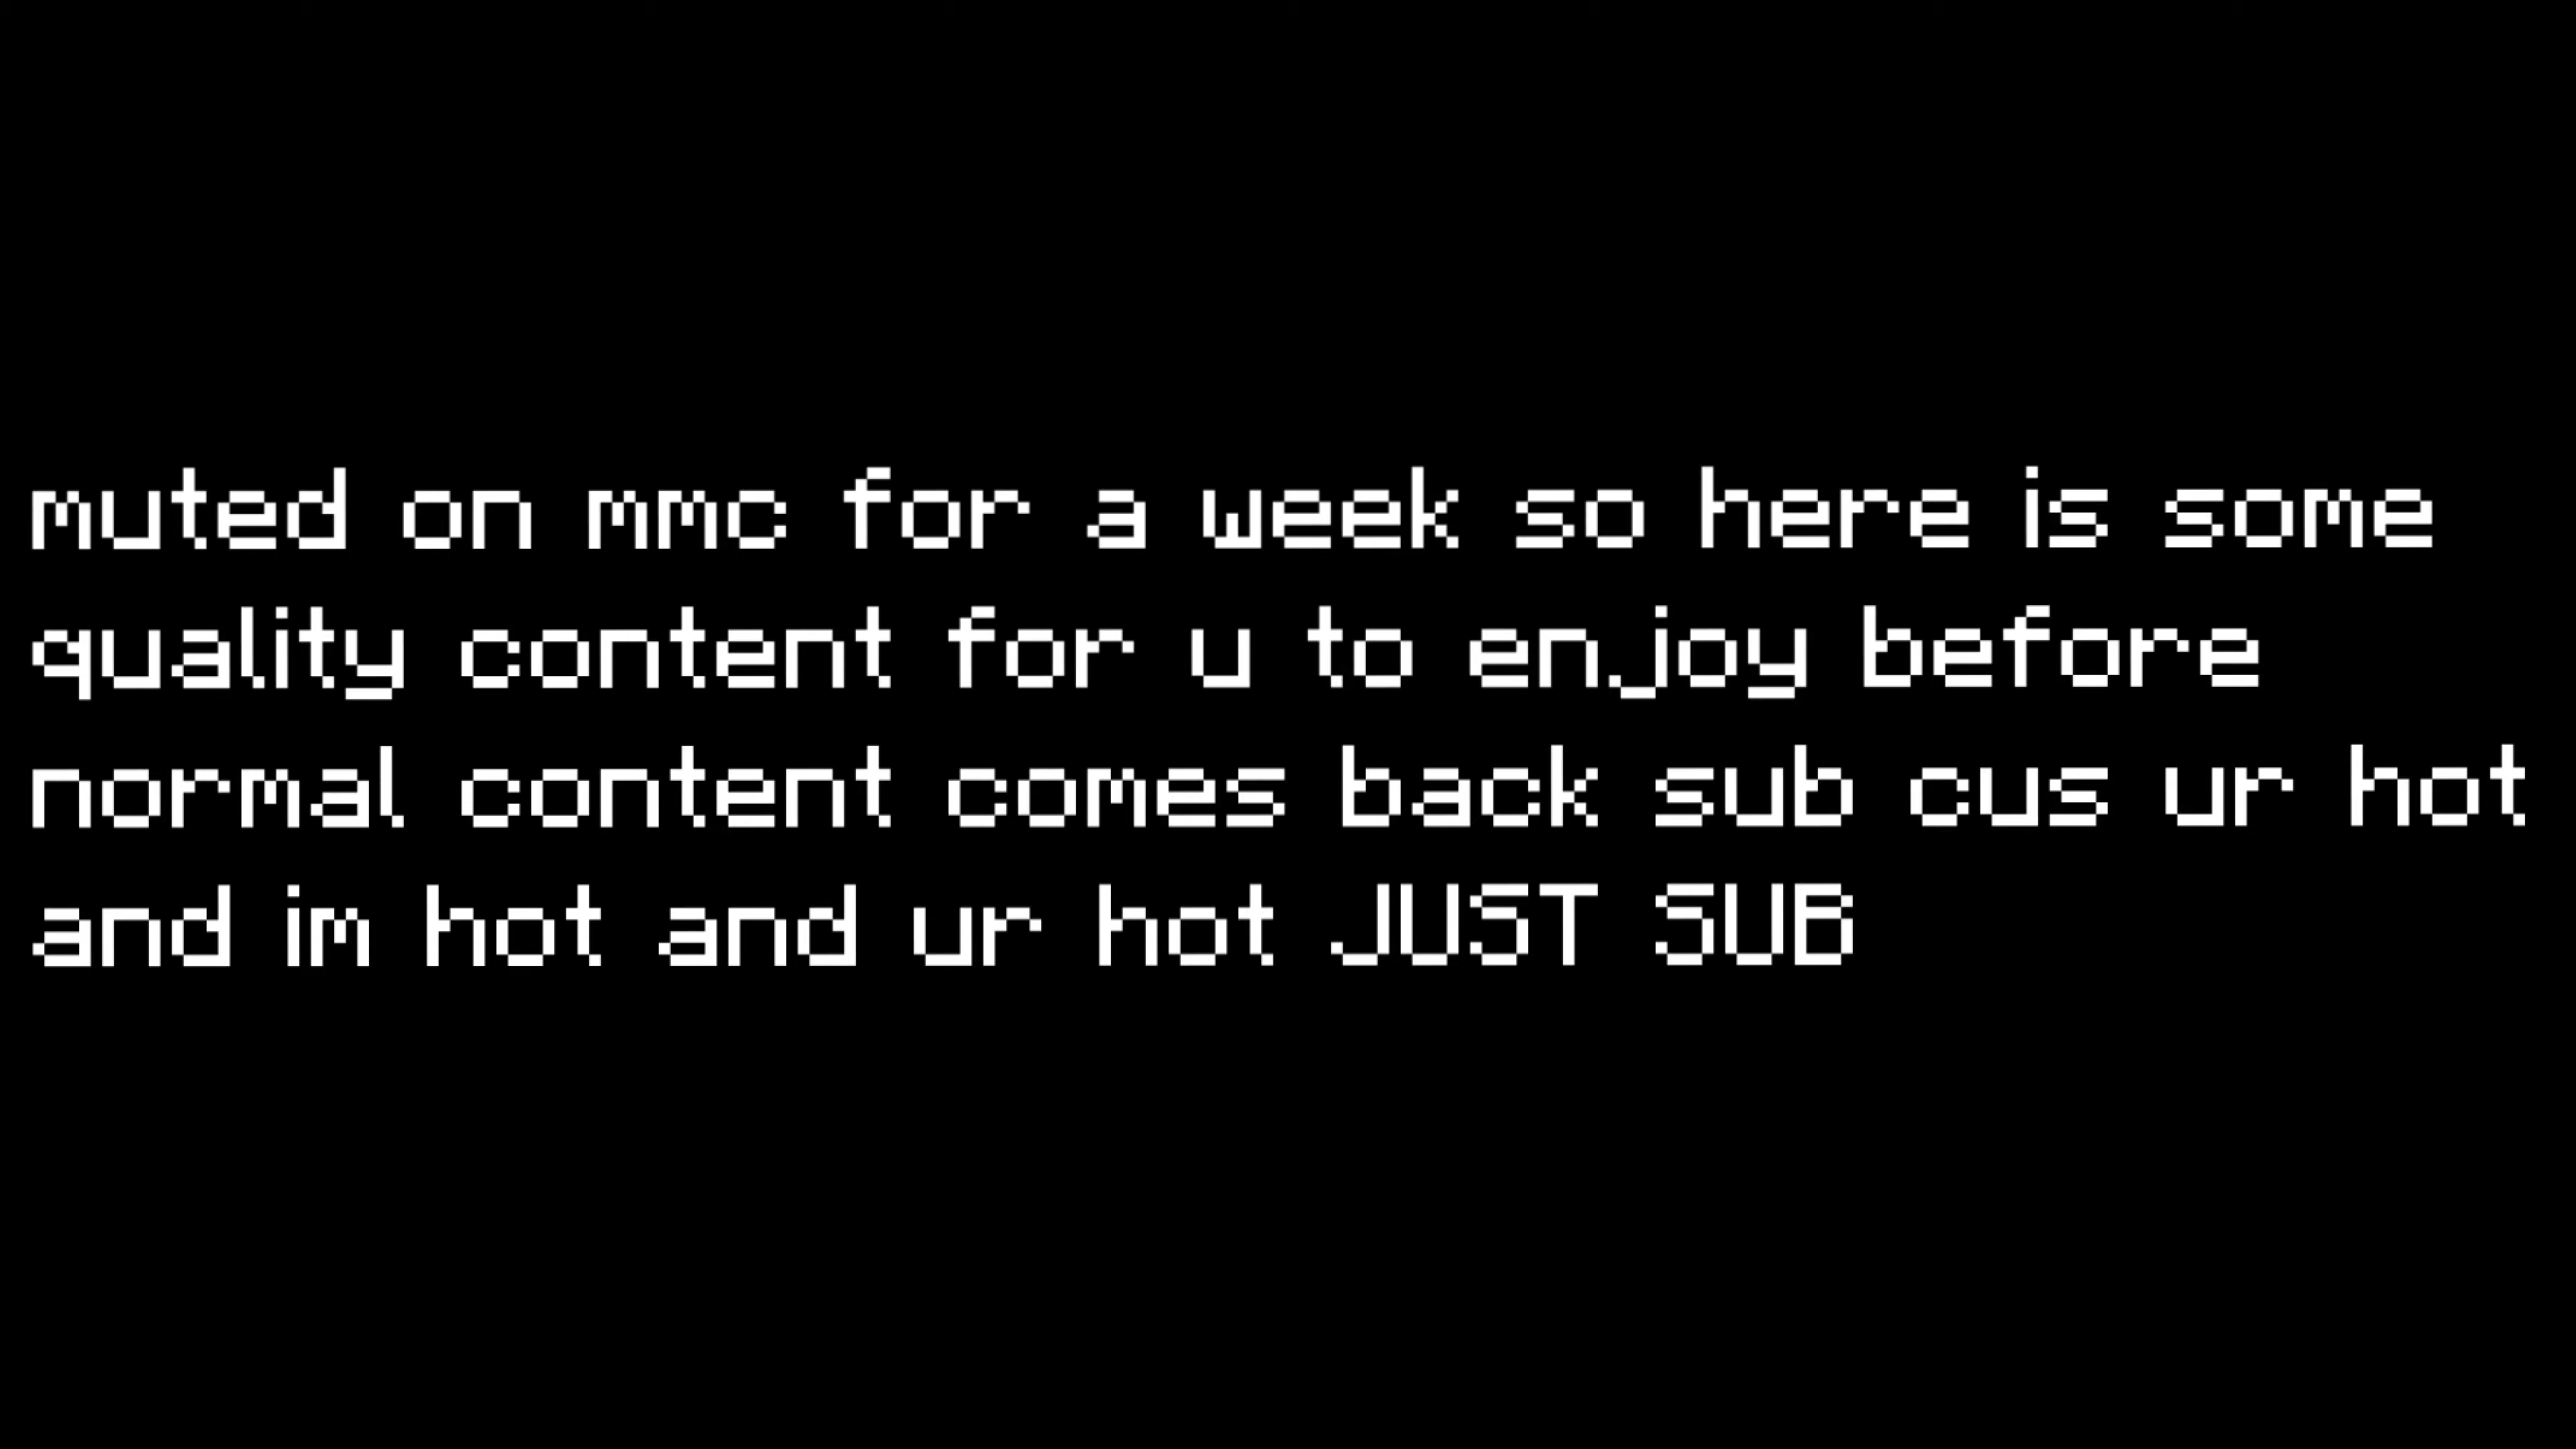 muted on mmc for a week so here is some
quality content for u to enjoy before
normal content comes back sub cus ur hot
and im hot and ur hot JUST SUB